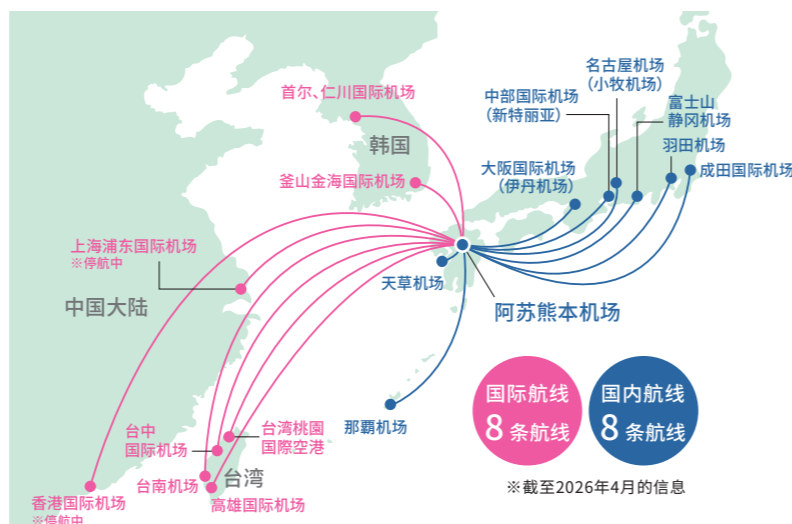 首尔、仁川国际机场
韩国
釜山金海国际机场
上海浦东国际机场
※停航中
中国大陆
台中
国际机场
台湾桃園
国際空港
台南机场
台湾
高雄国际机场
香港国际机场
※停航中
名古屋机场
(小牧机场)
中部国际机场
(新特丽亚)
富士山
静冈机场
羽田机场
成田国际机场
大阪国际机场
(伊丹机场)
天草机场
阿苏熊本机场
那覇机场
国际航线
8 条航线
国内航线
8 条航线
※截至2026年4月的信息